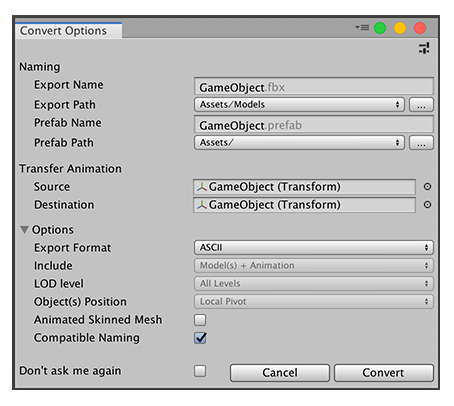 Convert Options
Naming
Export Name GameObject.fbx
Export Path Assets/Models ...
Prefab Name GameObject.prefab
Prefab Path Assets/ ...
Transfer Animation
Source GameObject (Transform)
Destination GameObject (Transform)
Options
Export Format ASCII
Include Model(s) + Animation
LOD level All Levels
Object(s) Position Local Pivot
Animated Skinned Mesh
Compatible Naming
Don't ask me again Cancel Convert